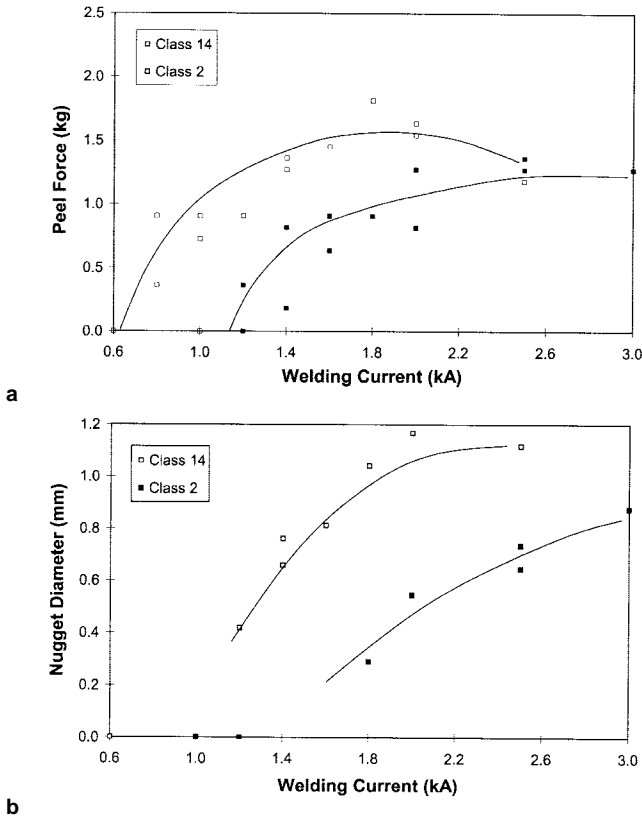 2.5
2.0
1.5
1.0
0.5
0.0
Peel Force (kg)
Class 14
Class 2
0.6 1.0 1.4 1.8 2.2 2.6 3.0
Welding Current (kA)
a
1.2
1.0
0.8
0.6
0.4
0.2
0.0
Nugget Diameter (mm)
Class 14
Class 2
0.6 1.0 1.4 1.8 2.2 2.6 3.0
Welding Current (kA)
b